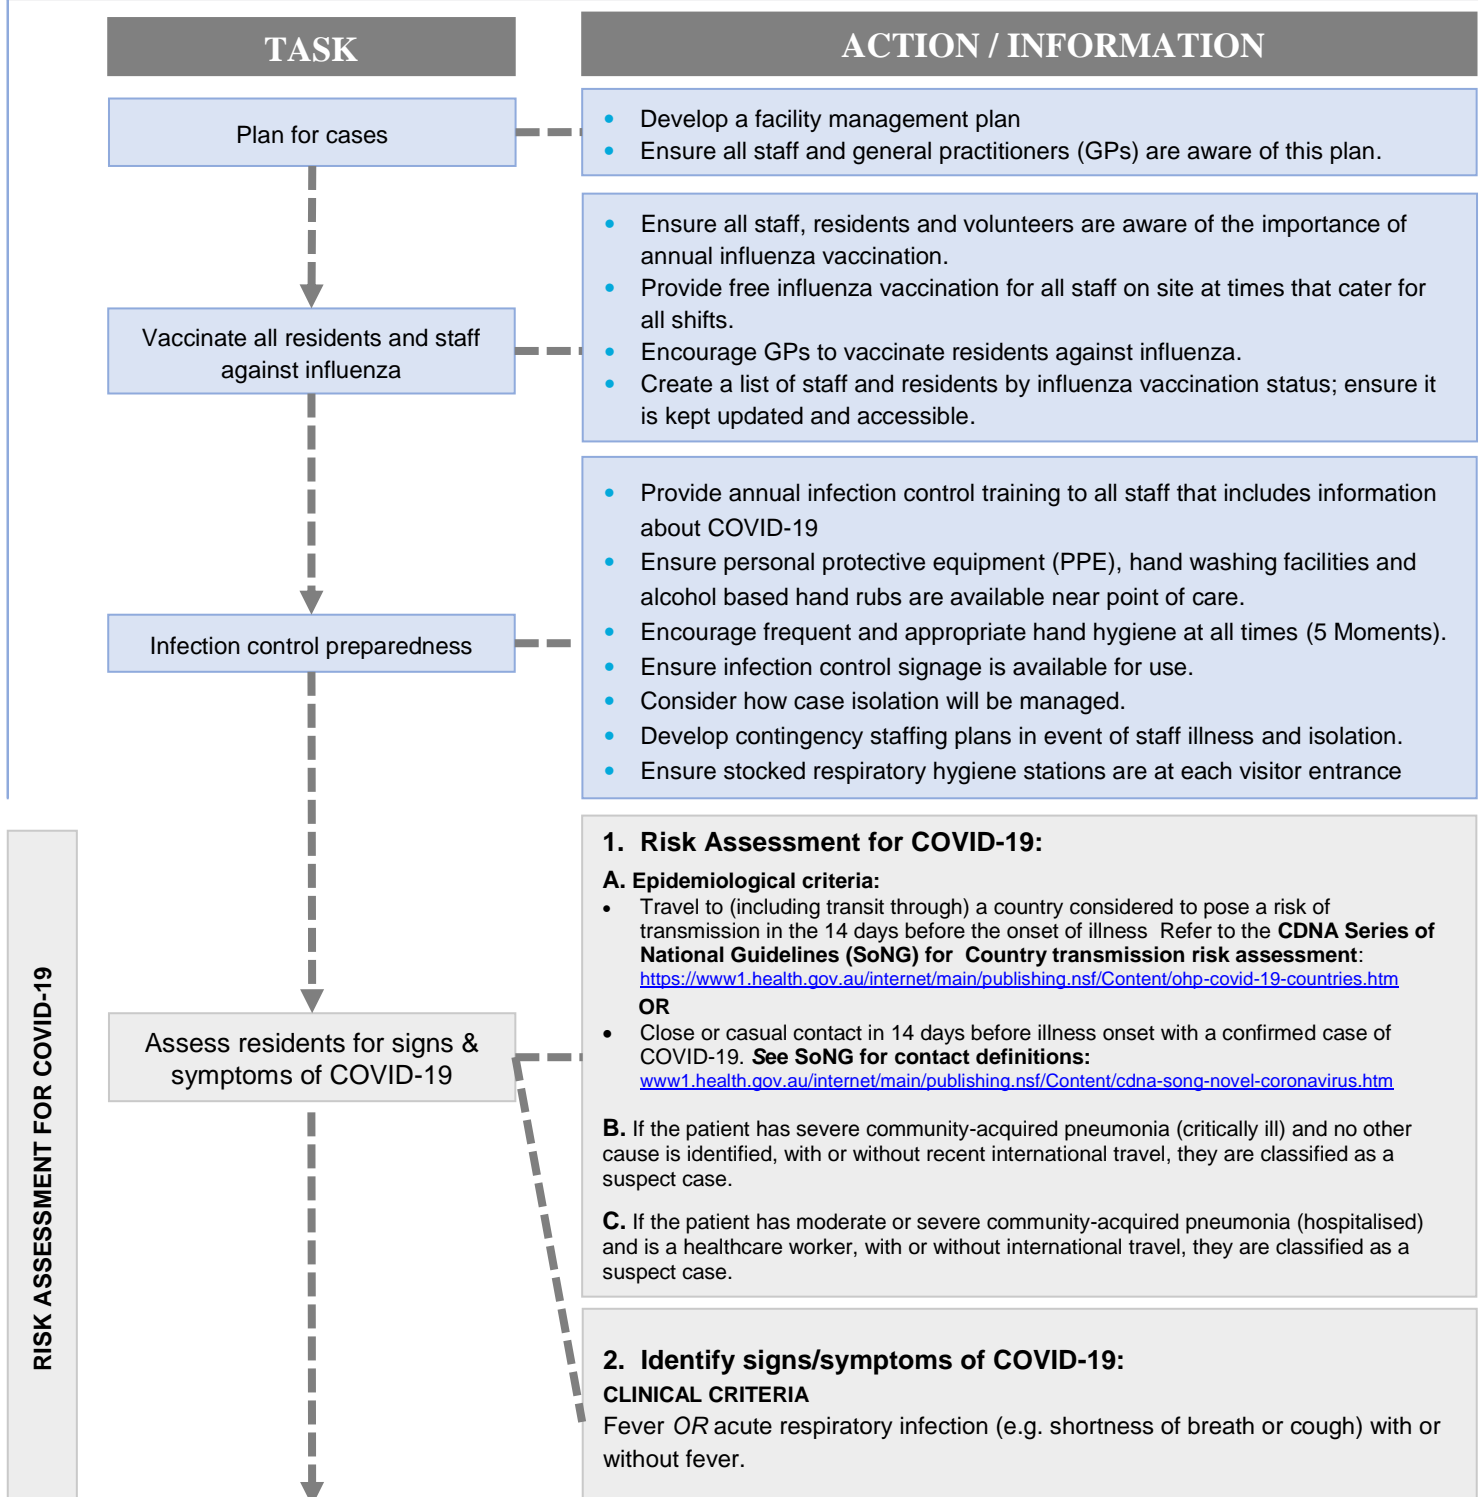 TASK
ACTION / INFORMATION
Plan for cases
• Develop a facility management plan
• Ensure all staff and general practitioners (GPs) are aware of this plan.
Vaccinate all residents and staff
against influenza
• Ensure all staff, residents and volunteers are aware of the importance of
annual influenza vaccination.
• Provide free influenza vaccination for all staff on site at times that cater for
all shifts.
• Encourage GPs to vaccinate residents against influenza.
• Create a list of staff and residents by influenza vaccination status; ensure it
is kept updated and accessible.
Infection control preparedness
• Provide annual infection control training to all staff that includes information
about COVID-19
• Ensure personal protective equipment (PPE), hand washing facilities and
alcohol based hand rubs are available near point of care.
• Encourage frequent and appropriate hand hygiene at all times (5 Moments).
• Ensure infection control signage is available for use.
• Consider how case isolation will be managed.
• Develop contingency staffing plans in event of staff illness and isolation.
• Ensure stocked respiratory hygiene stations are at each visitor entrance
RISK ASSESSMENT FOR COVID-19
Assess residents for signs &
symptoms of COVID-19
1. Risk Assessment for COVID-19:
A. Epidemiological criteria:
• Travel to (including transit through) a country considered to pose a risk of
transmission in the 14 days before the onset of illness Refer to the CDNA Series of
National Guidelines (SoNG) for Country transmission risk assessment:
https://www1.health.gov.au/internet/main/publishing.nsf/Content/ohp-covid-19-countries.htm
OR
• Close or casual contact in 14 days before illness onset with a confirmed case of
COVID-19. See SoNG for contact definitions:
www1.health.gov.au/internet/main/publishing.nsf/Content/cdna-song-novel-coronavirus.htm
B. If the patient has severe community-acquired pneumonia (critically ill) and no other
cause is identified, with or without recent international travel, they are classified as a
suspect case.
C. If the patient has moderate or severe community-acquired pneumonia (hospitalised)
and is a healthcare worker, with or without international travel, they are classified as a
suspect case.
2. Identify signs/symptoms of COVID-19:
CLINICAL CRITERIA
Fever OR acute respiratory infection (e.g. shortness of breath or cough) with or
without fever.